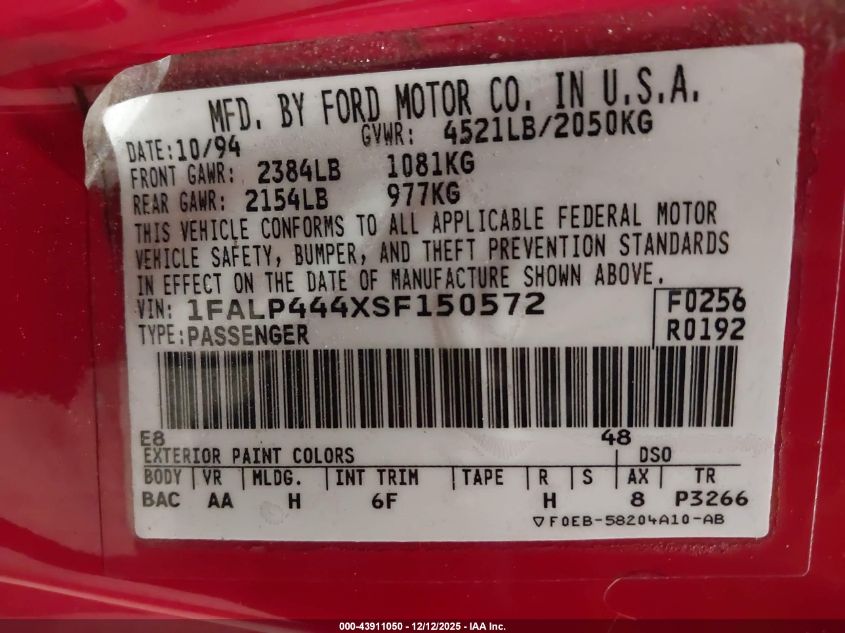 MFD. BY FORD MOTOR CO. IN U.S.A.
DATE: 10/94 GVWR: 4521LB/2050KG
FRONT GAWR: 2384LB 1081KG
REAR GAWR: 2154LB 977KG
THIS VEHICLE CONFORMS TO ALL APPLICABLE FEDERAL MOTOR
VEHICLE SAFETY, BUMPER, AND THEFT PREVENTION STANDARDS
IN EFFECT ON THE DATE OF MANUFACTURE SHOWN ABOVE.
VIN: 1FALP444XSF150572 F0256
TYPE: PASSENGER R0192
E8 48
EXTERIOR PAINT COLORS DSO
BODY VR MLDG. INT TRIM TAPE R S AX TR
BAC AA H 6F H 8 P3266
▽F0EB-58204A10-AB
000-43911050 - 12/12/2025 - IAA Inc.